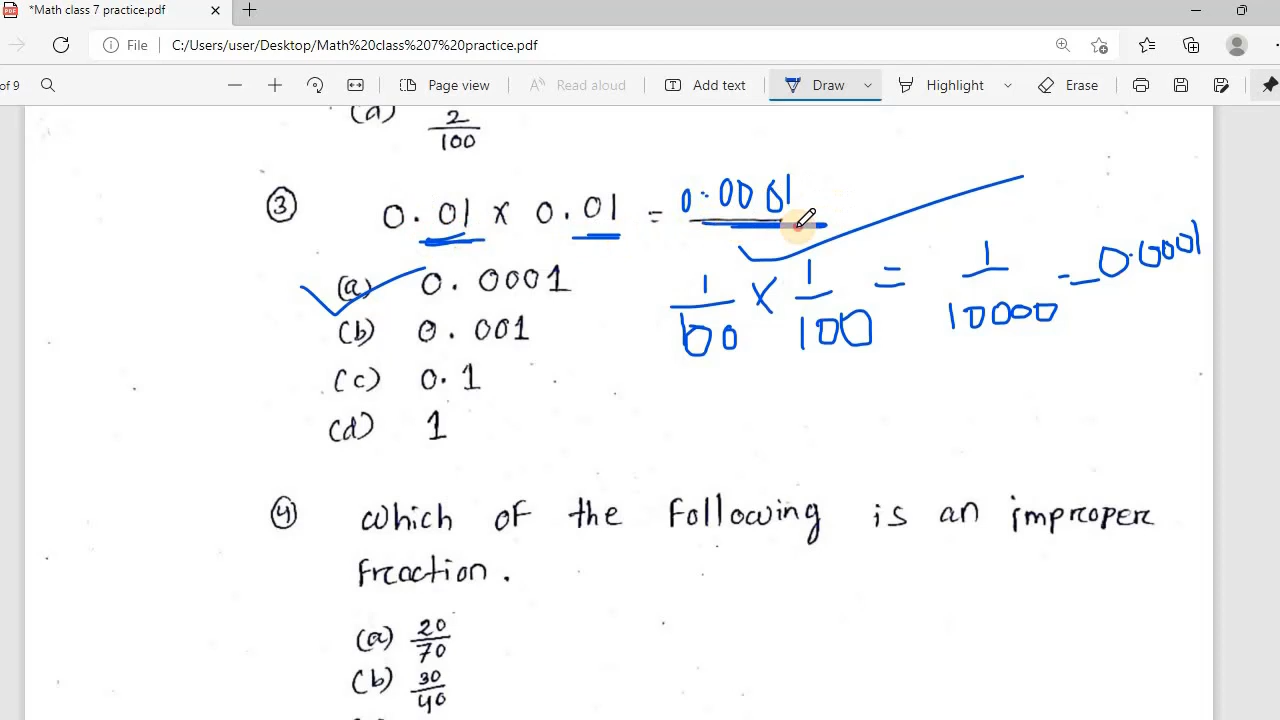 *Math class 7 practice.pdf
File C:/Users/user/Desktop/Math%20class%207%20practice.pdf
of 9 Page view Read aloud Add text Draw Highlight Erase
(d) 2/100
③ 0.01 x 0.01 = 0.0001
(a) 0.0001
1/100 x 1/100 = 1/10000 = 0.0001
(b) 0.001
(c) 0.1
(d) 1
④ Which of the following is an improper
fraction.
(a) 20/70
(b) 30/40